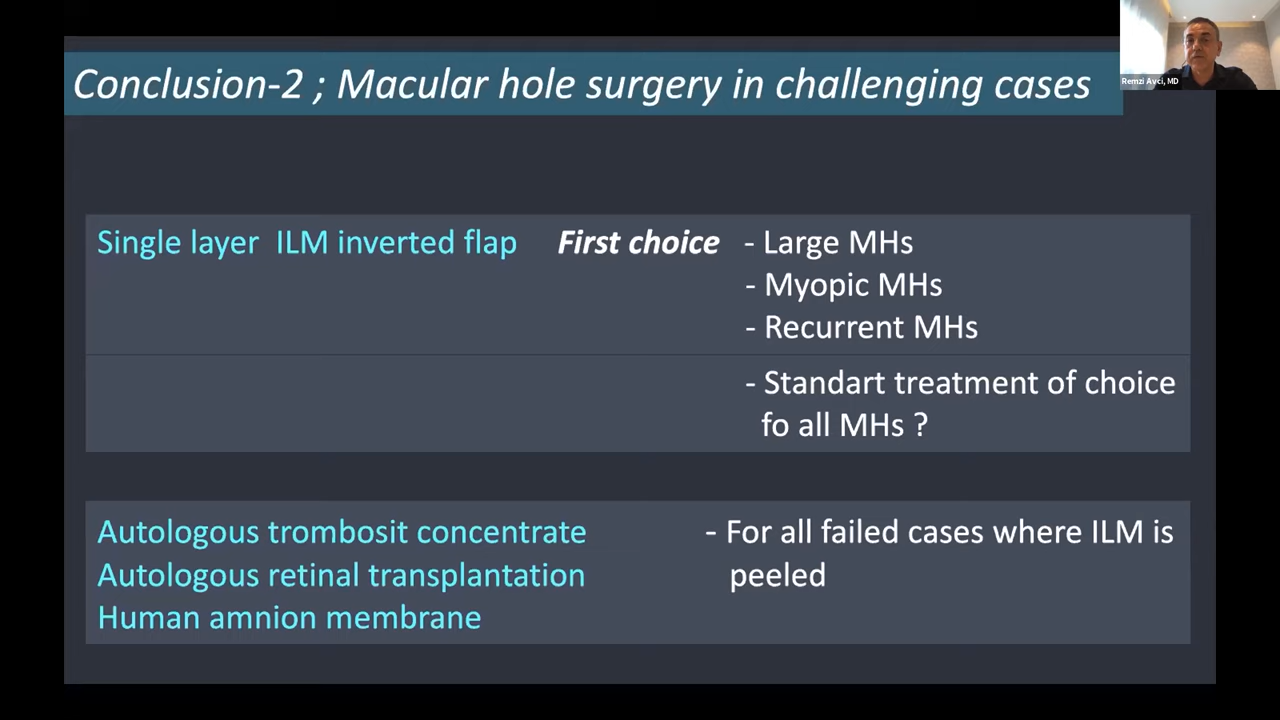 Conclusion-2 ; Macular hole surgery in challenging cases
Remzi Avci, MD
Single layer ILM inverted flap First choice - Large MHs
- Myopic MHs
- Recurrent MHs
- Standart treatment of choice
fo all MHs ?
Autologous trombosit concentrate - For all failed cases where ILM is
Autologous retinal transplantation peeled
Human amnion membrane